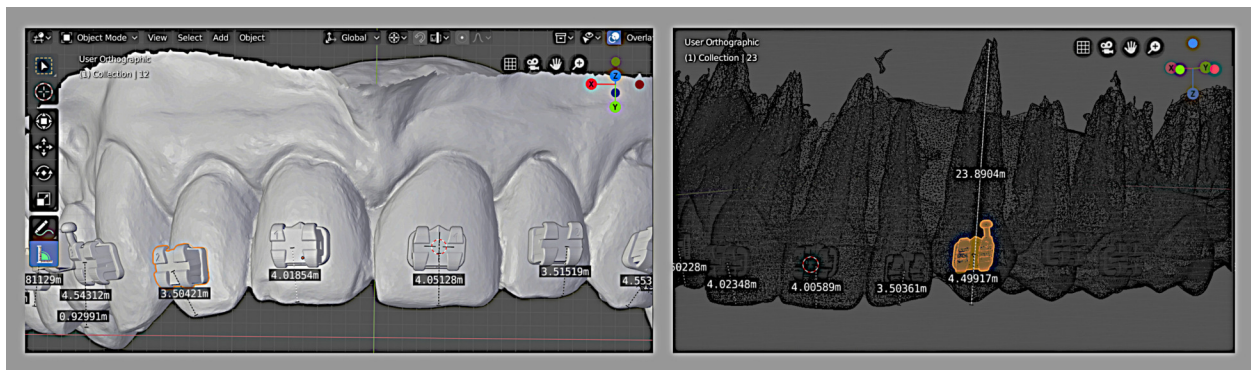 Object Mode View Select Add Object Global Overla
User Orthographic
(1) Collection | 12
X
Z
Y
81129m
4.54312m
0.92991m
3.50421m
4.01854m
4.05128m
3.51519m
4.553
User Orthographic
(1) Collection | 23
X
Y
Z
23.8904m
60228m
4.02348m
4.00589m
3.50361m
4.49917m